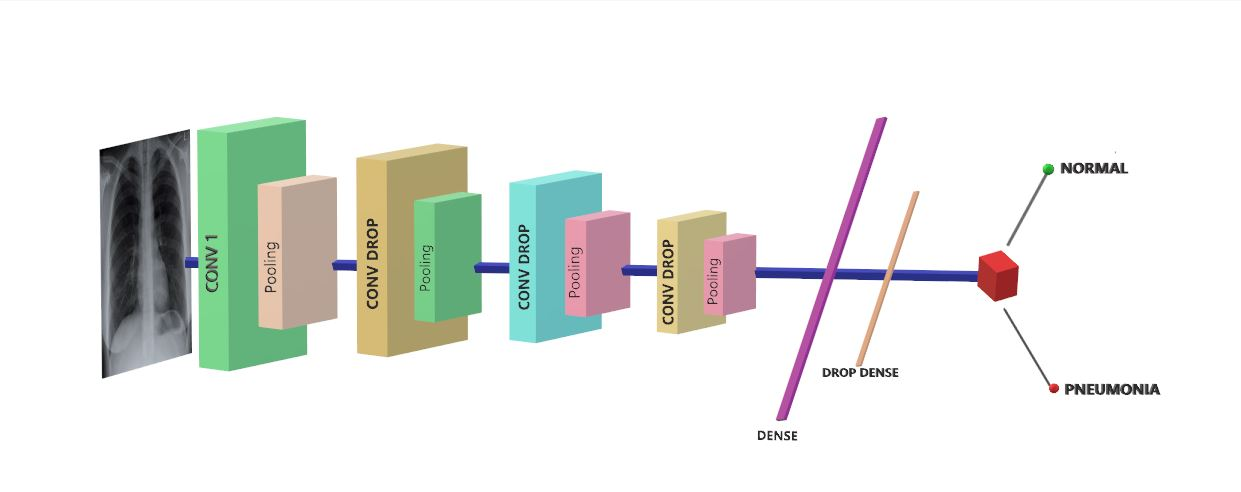 CONV 1
Pooling
CONV DROP
Pooling
CONV DROP
Pooling
CONV DROP
Pooling
DENSE
DROP DENSE
NORMAL
PNEUMONIA